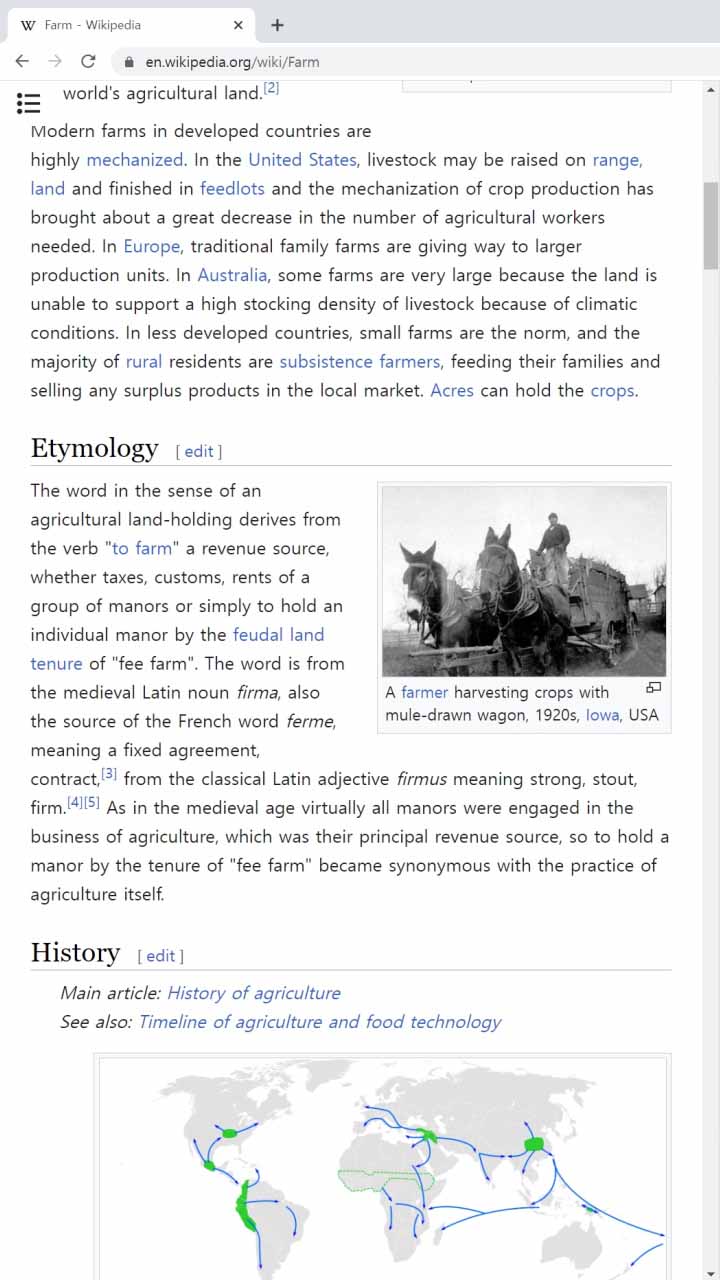 Farm - Wikipedia
en.wikipedia.org/wiki/Farm
world's agricultural land.[2]
Modern farms in developed countries are
highly mechanized. In the United States, livestock may be raised on range,
land and finished in feedlots and the mechanization of crop production has
brought about a great decrease in the number of agricultural workers
needed. In Europe, traditional family farms are giving way to larger
production units. In Australia, some farms are very large because the land is
unable to support a high stocking density of livestock because of climatic
conditions. In less developed countries, small farms are the norm, and the
majority of rural residents are subsistence farmers, feeding their families and
selling any surplus products in the local market. Acres can hold the crops.
Etymology [ edit ]
The word in the sense of an
agricultural land-holding derives from
the verb "to farm" a revenue source,
whether taxes, customs, rents of a
group of manors or simply to hold an
individual manor by the feudal land
tenure of "fee farm". The word is from
the medieval Latin noun firma, also
the source of the French word ferme,
meaning a fixed agreement,
contract,[3] from the classical Latin adjective firmus meaning strong, stout,
firm.[4][5] As in the medieval age virtually all manors were engaged in the
business of agriculture, which was their principal revenue source, so to hold a
manor by the tenure of "fee farm" became synonymous with the practice of
agriculture itself.
A farmer harvesting crops with
mule-drawn wagon, 1920s, Iowa, USA
History [ edit ]
Main article: History of agriculture
See also: Timeline of agriculture and food technology